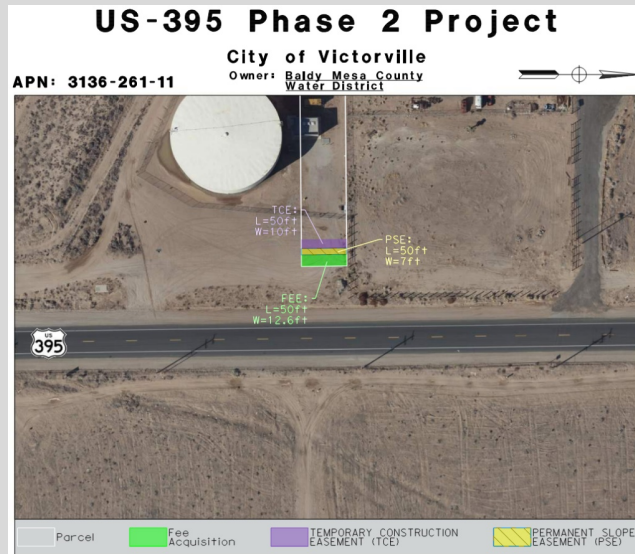 US-395 Phase 2 Project
City of Victorville
APN: 3136-261-11
Owner: Baldy Mesa County
Water District
TCE:
L=50ft
W=10ft
PSE:
L=50ft
W=7ft
FEE:
L=50ft
W=12.6ft
US
395
Parcel
Fee
Acquisition
TEMPORARY CONSTRUCTION
EASEMENT (TCE)
PERMANENT SLOPE
EASEMENT (PSE)